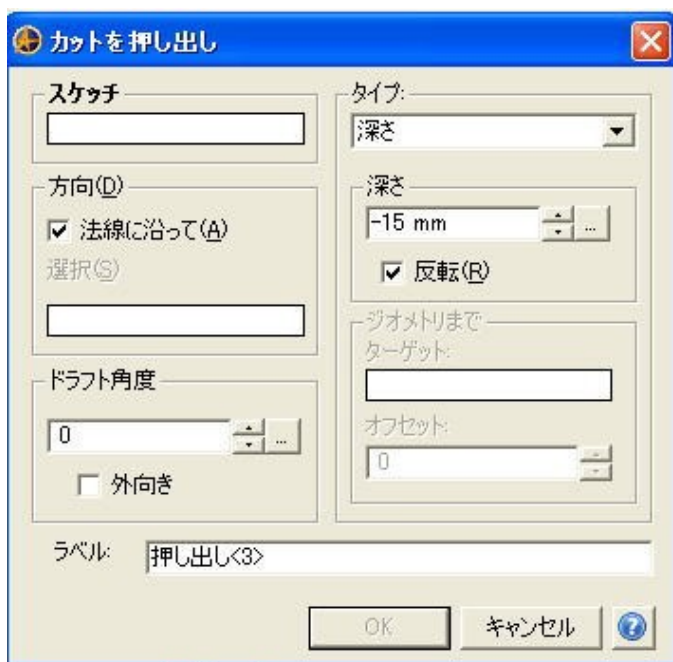 カットを押し出し
スケッチ
方向(D)
法線に沿って(A)
選択(S)
ドラフト角度
0
...
外向き
タイプ:
深さ
深さ
-15 mm
...
反転(R)
ジオメトリまで
ターゲット:
オフセット:
0
ラベル:
押し出し<3>
OK
キャンセル
?